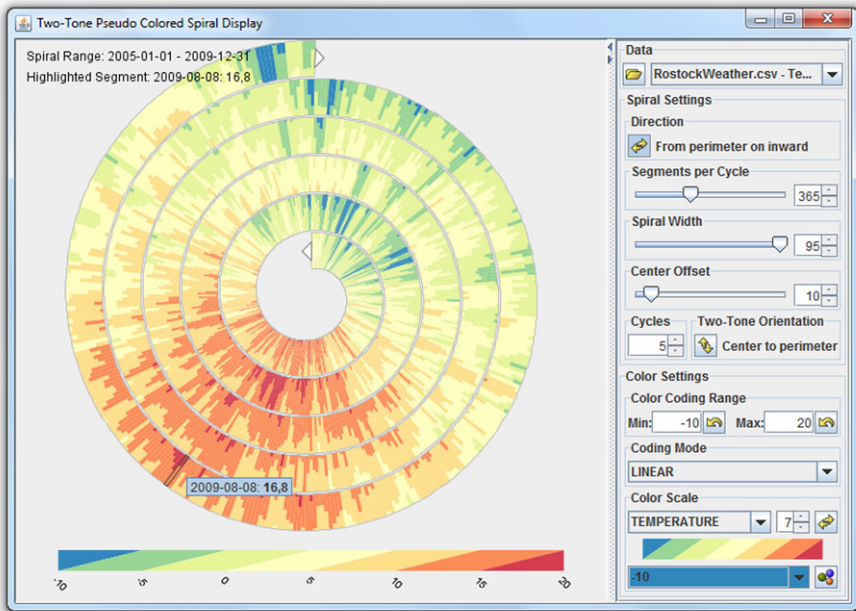 Two-Tone Pseudo Colored Spiral Display
Spiral Range: 2005-01-01 - 2009-12-31
Highlighted Segment: 2009-08-08: 16,8
2009-08-08: 16,8
-10
-5
0
5
10
15
20
Data
RostockWeather.csv - Te...
Spiral Settings
Direction
From perimeter on inward
Segments per Cycle
365
Spiral Width
95
Center Offset
10
Cycles
5
Two-Tone Orientation
Center to perimeter
Color Settings
Color Coding Range
Min: -10 Max: 20
Coding Mode
LINEAR
Color Scale
TEMPERATURE 7
-10